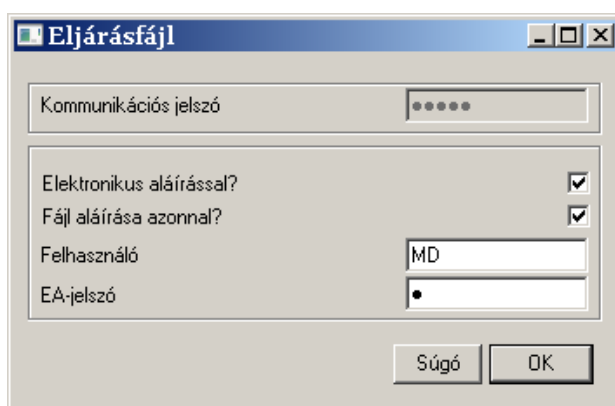 Eljárásfájl
Kommunikációs jelszó •••••
Elektronikus aláírással?
Fájl aláírása azonnal?
Felhasználó MD
EA-jelszó •
Súgó OK